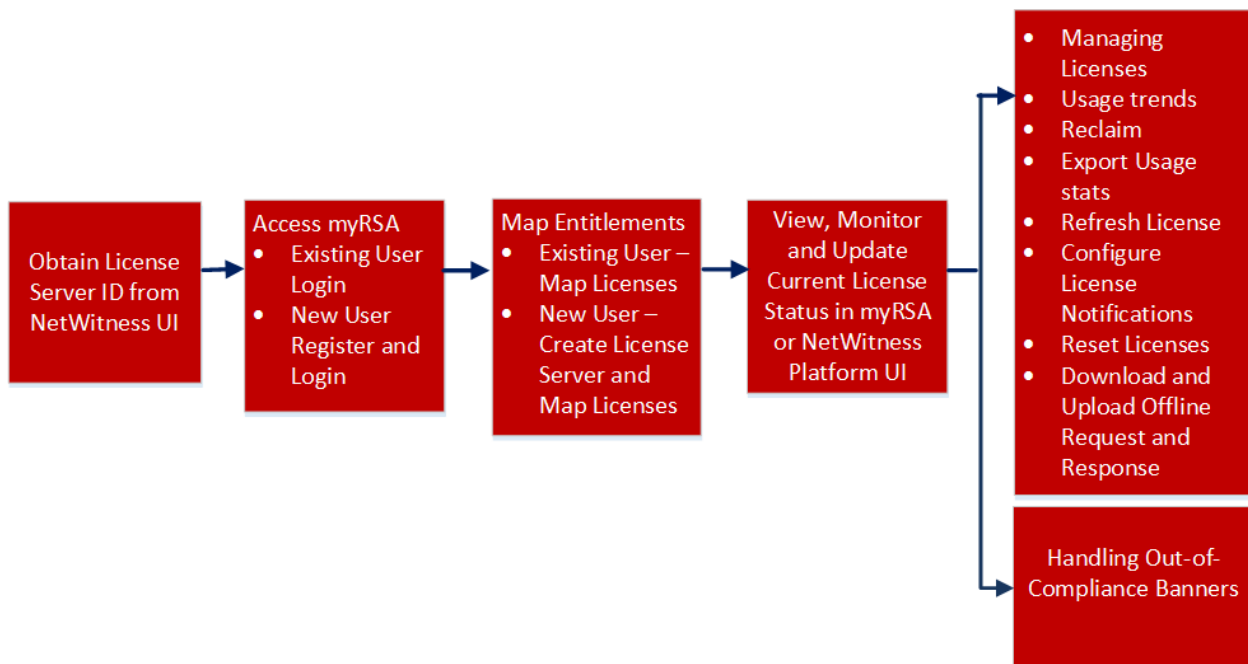 Obtain License
Server ID from
NetWitness UI
Access myRSA
• Existing User
Login
• New User
Register and
Login
Map Entitlements
• Existing User –
Map Licenses
• New User –
Create License
Server and
Map Licenses
View, Monitor
and Update
Current License
Status in myRSA
or NetWitness
Platform UI
• Managing
Licenses
• Usage trends
• Reclaim
• Export Usage
stats
• Refresh License
• Configure
License
Notifications
• Reset Licenses
• Download and
Upload Offline
Request and
Response
Handling Out-of-
Compliance Banners